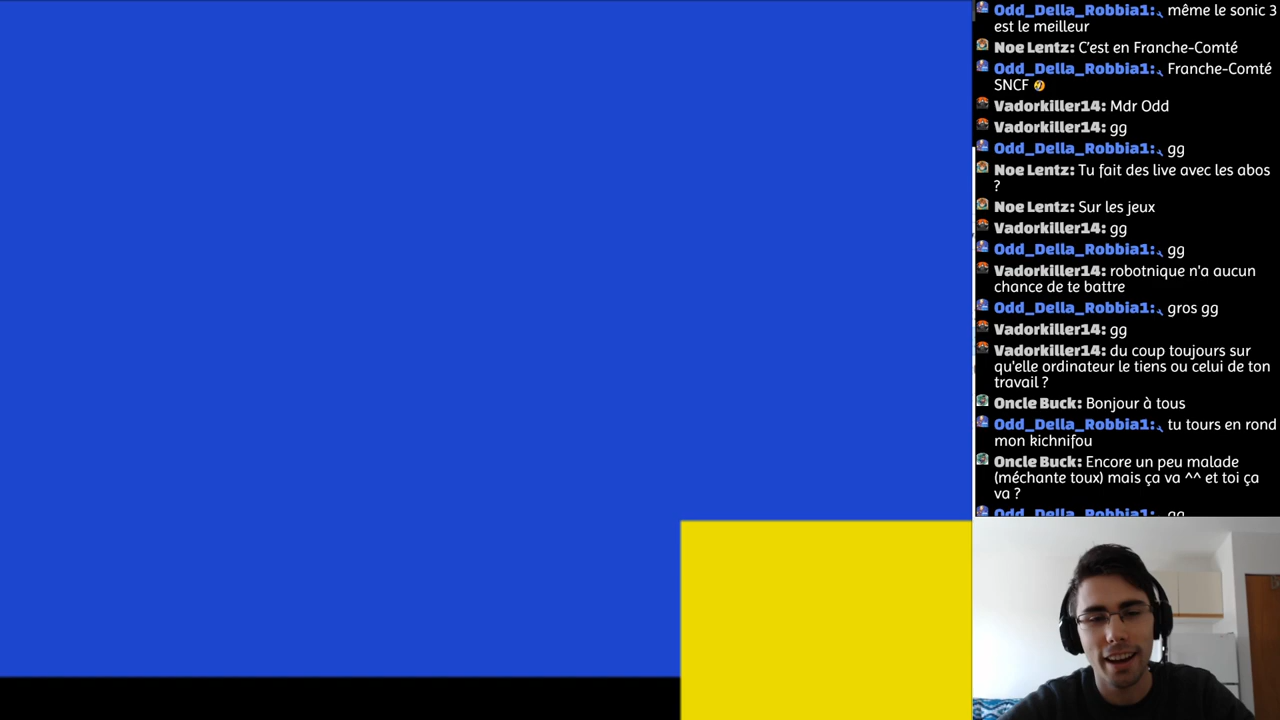 Odd_Della_Robbia1: même le sonic 3
est le meilleur
Noe Lentz: C'est en Franche-Comté
Odd_Della_Robbia1: Franche-Comté
SNCF 🤣
Vadorkiller14: Mdr Odd
Vadorkiller14: gg
Odd_Della_Robbia1: gg
Noe Lentz: Tu fait des live avec les abos
?
Noe Lentz: Sur les jeux
Vadorkiller14: gg
Odd_Della_Robbia1: gg
Vadorkiller14: robotnique n'a aucun
chance de te battre
Odd_Della_Robbia1: gros gg
Vadorkiller14: gg
Vadorkiller14: du coup toujours sur
qu'elle ordinateur le tiens ou celui de ton
travail ?
Oncle Buck: Bonjour à tous
Odd_Della_Robbia1: tu tours en rond
mon kichnifou
Oncle Buck: Encore un peu malade
(méchante toux) mais ça va ^^ et toi ça
va ?
Odd_Della_Robbia1: gg